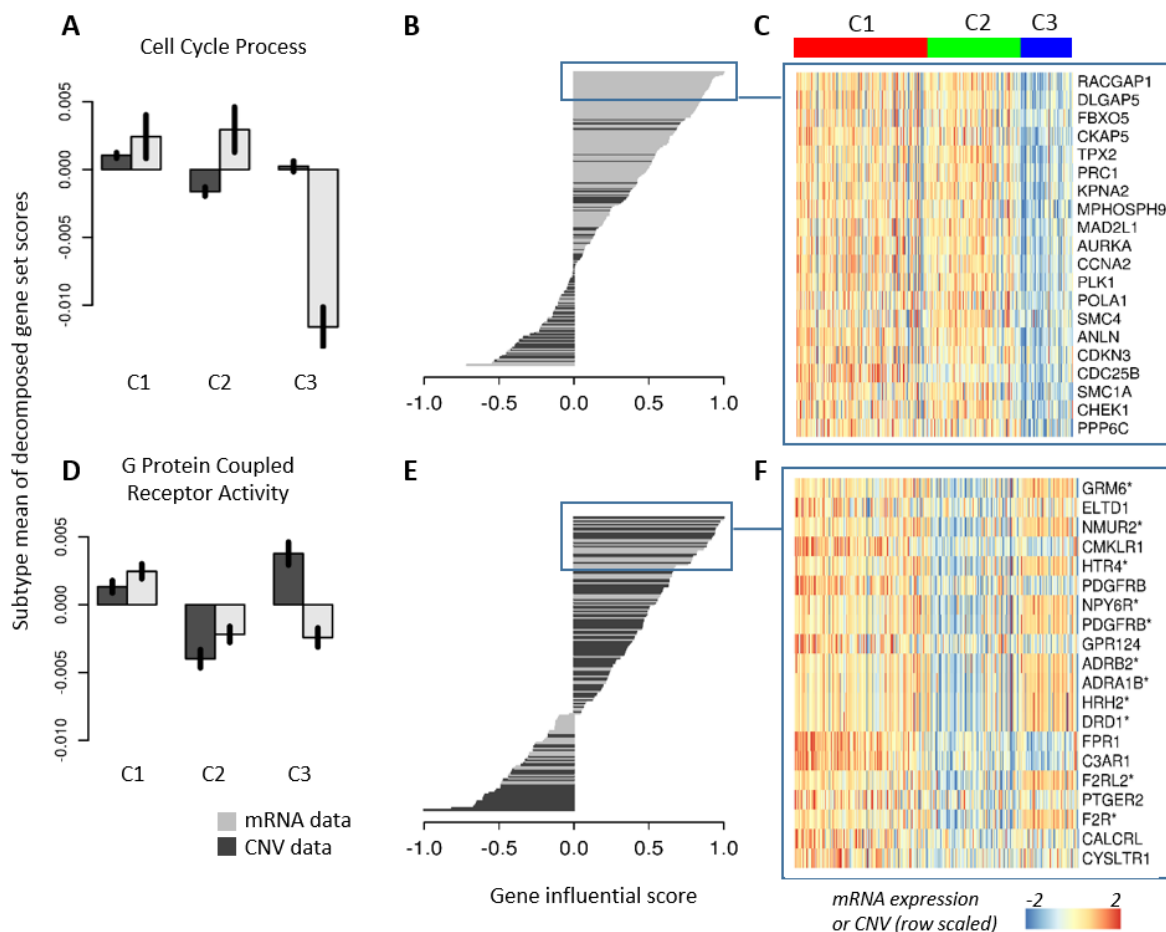 A
Cell Cycle Process
B
C
C1
C2
C3
Subtype mean of decomposed gene set scores
0.005
0.000
-0.005
-0.010
C1
C2
C3
-1.0
-0.5
0.0
0.5
1.0
RACGAP1
DLGAP5
FBXO5
CKAP5
TPX2
PRC1
KPNA2
MPHOSPH9
MAD2L1
AURKA
CCNA2
PLK1
POLA1
SMC4
ANLN
CDKN3
CDC25B
SMC1A
CHEK1
PPP6C
D
G Protein Coupled
Receptor Activity
E
F
0.005
0.000
-0.005
-0.010
C1
C2
C3
mRNA data
CNV data
-1.0
-0.5
0.0
0.5
1.0
Gene influential score
GRM6*
ELTD1
NMUR2*
CMKLR1
HTR4*
PDGFRB
NPY6R*
PDGFRB*
GPR124
ADRB2*
ADRA1B*
HRH2*
DRD1*
FPR1
C3AR1
F2RL2*
PTGER2
F2R*
CALCRL
CYSLTR1
mRNA expression
or CNV (row scaled)
-2
2